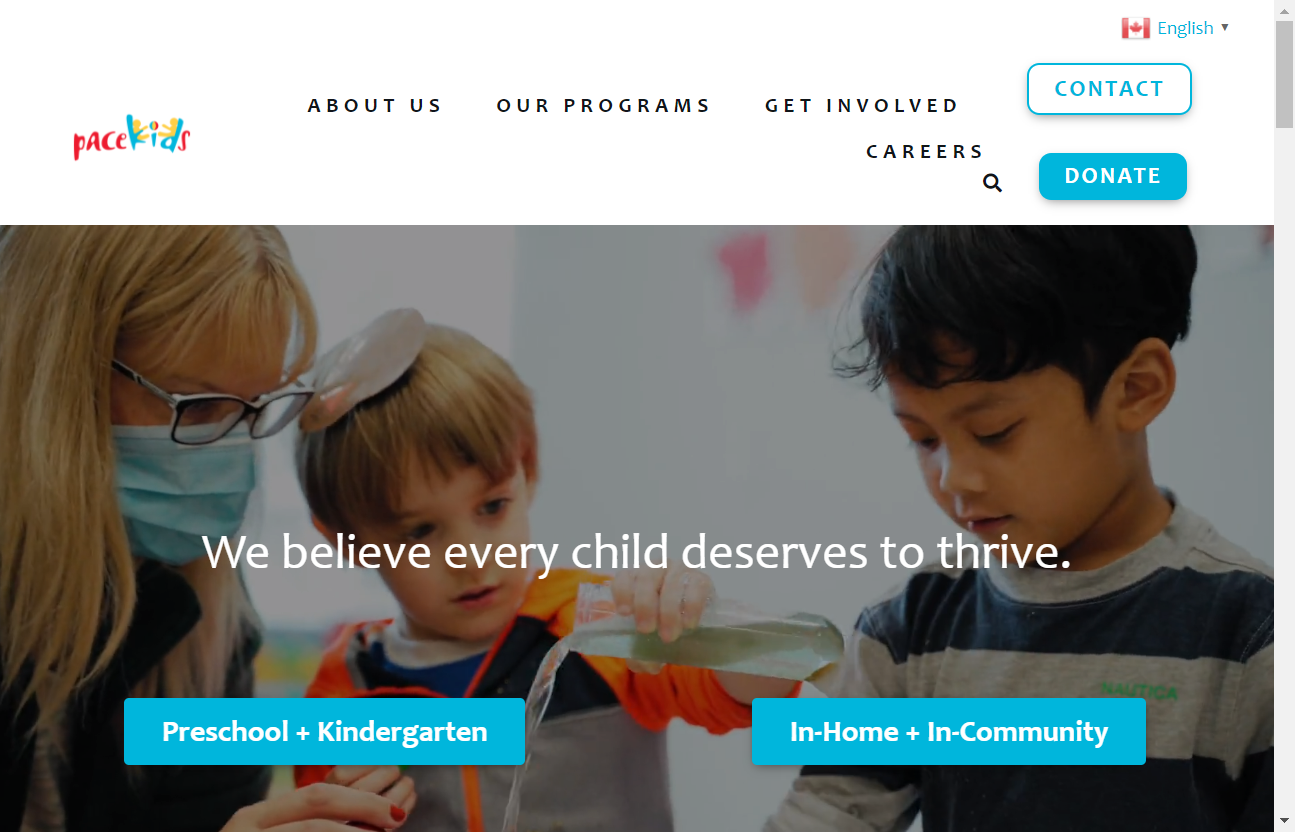 English ▼
CONTACT
ABOUT US
OUR PROGRAMS
GET INVOLVED
paceKids
CAREERS
DONATE
We believe every child deserves to thrive.
NAUTICA
Preschool + Kindergarten
In-Home + In-Community